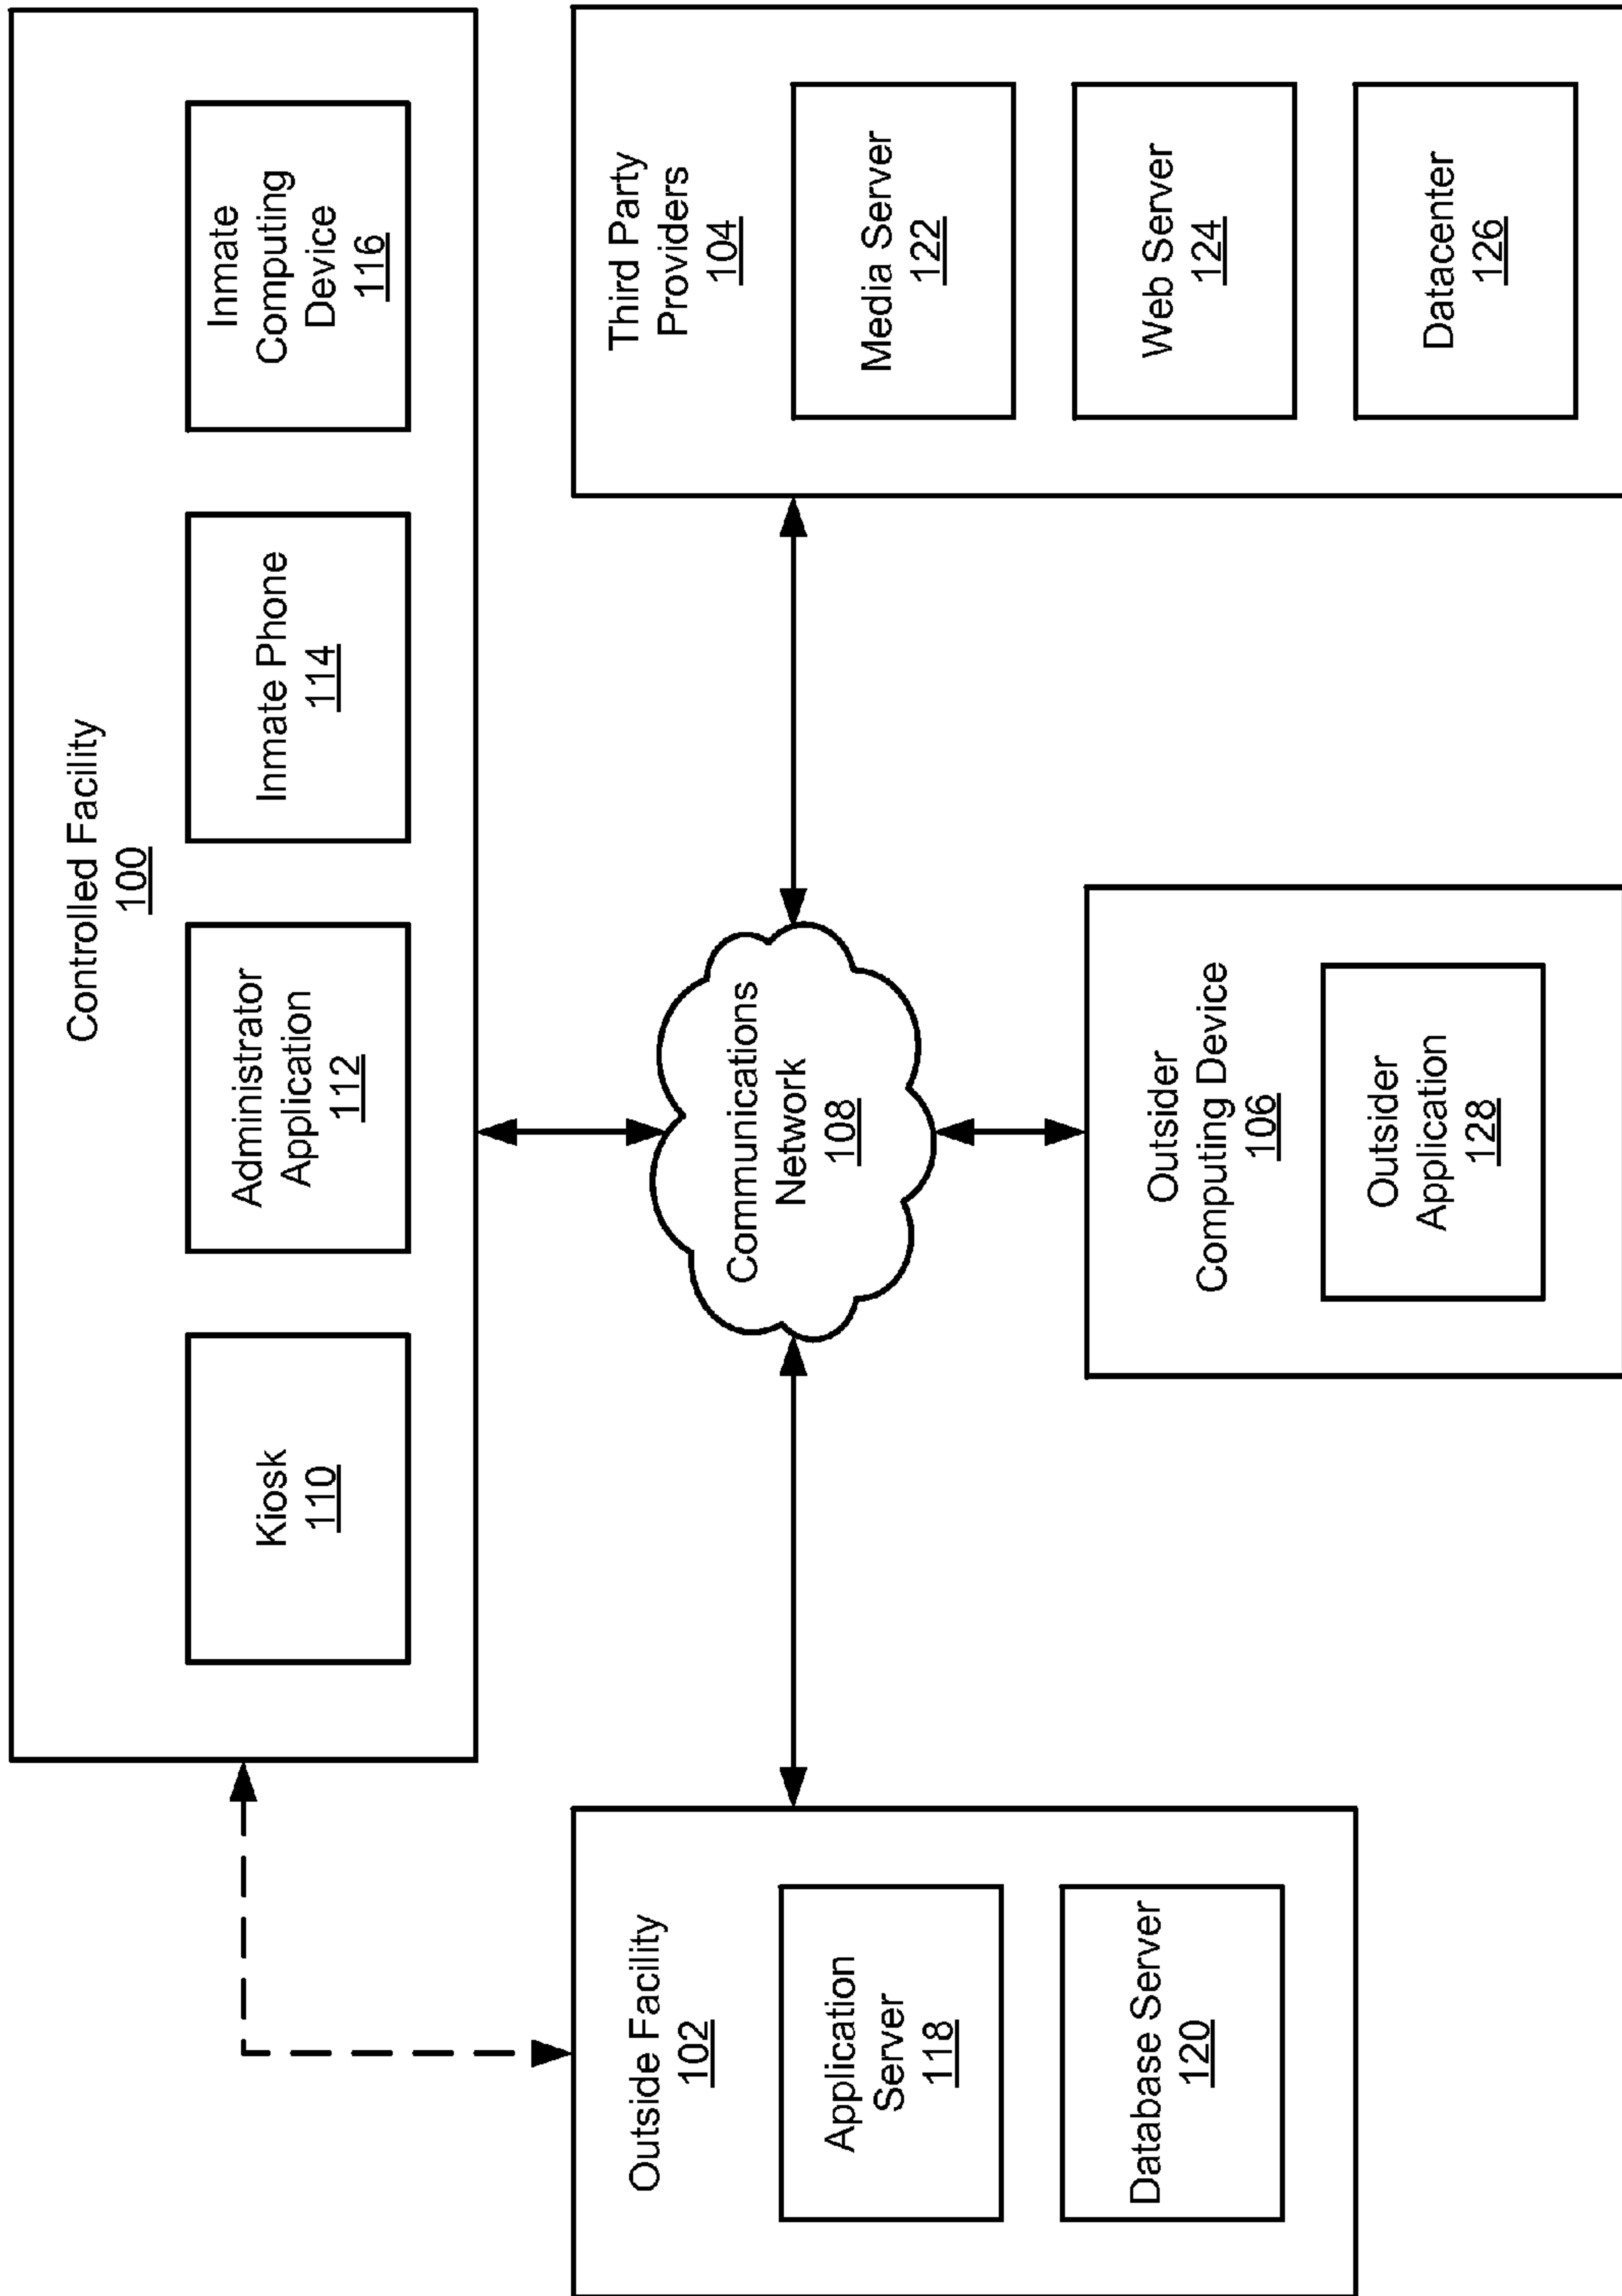 Controlled Facility
100
Kiosk
110
Administrator
Application
112
Inmate Phone
114
Inmate
Computing
Device
116
Outside Facility
102
Application
Server
118
Database Server
120
Communications
Network
108
Outsider
Computing Device
106
Outsider
Application
128
Third Party
Providers
104
Media Server
122
Web Server
124
Datacenter
126